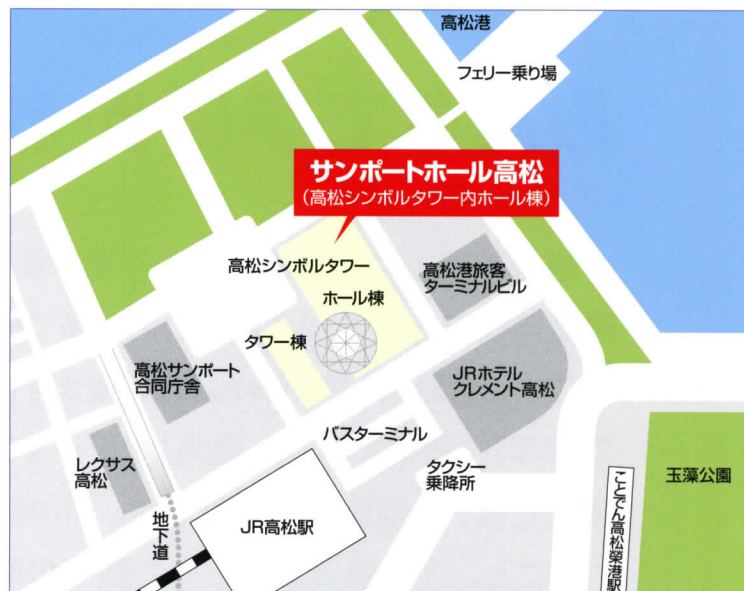 高松港
フェリー乗り場
サンポートホール高松
(高松シンボルタワー内ホール棟)
高松シンボルタワー
ホール棟
タワー棟
高松港旅客
ターミナルビル
高松サンポート
合同庁舎
JRホテル
クレメント高松
レクサス
高松
バスターミナル
タクシー
乗降所
地下道
JR高松駅
玉藻公園
ことでん高松榮港駅